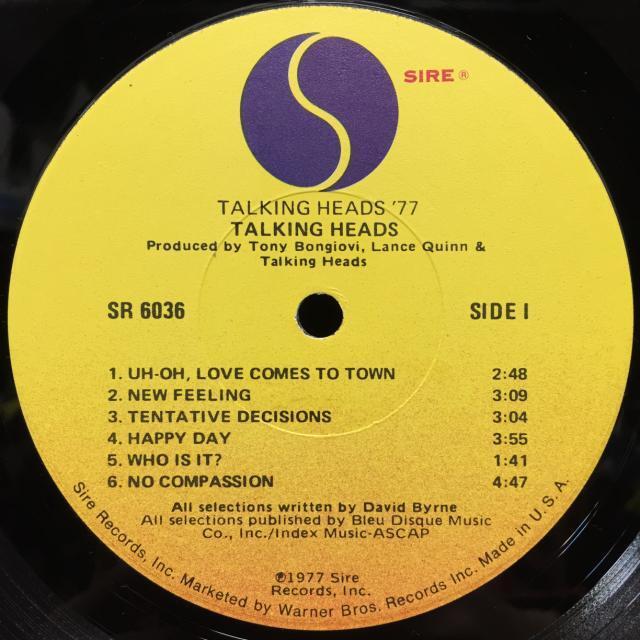 SIRE ®
TALKING HEADS '77
TALKING HEADS
Produced by Tony Bongiovi, Lance Quinn &
Talking Heads
SR 6036
SIDE I
1. UH-OH, LOVE COMES TO TOWN 2:48
2. NEW FEELING 3:09
3. TENTATIVE DECISIONS 3:04
4. HAPPY DAY 3:55
5. WHO IS IT? 1:41
6. NO COMPASSION 4:47
All selections written by David Byrne
All selections published by Bleu Disque Music
Co., Inc./Index Music-ASCAP
℗1977 Sire
Records, Inc.
Sire Records, Inc. Marketed by Warner Bros. Records Inc. Made in U.S.A.